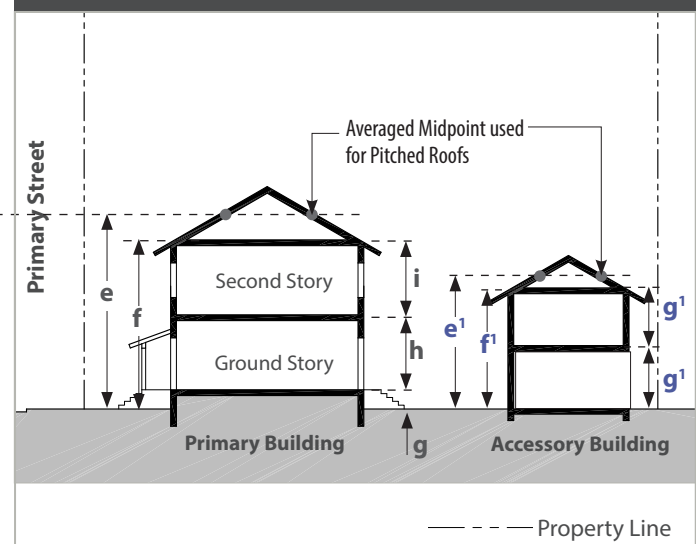 Primary Street
Averaged Midpoint used
for Pitched Roofs
e
f
Second Story
i
Ground Story
h
g
Primary Building
e¹
f¹
g¹
g¹
Accessory Building
Property Line